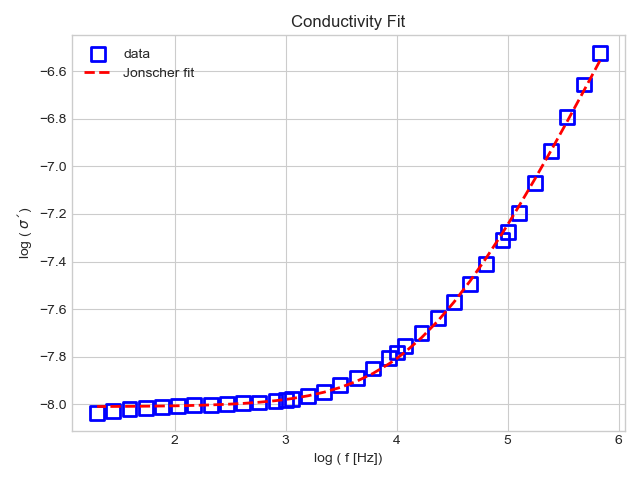 Conductivity Fit
data
Jonscher fit
−6.6
−6.8
−7.0
−7.2
−7.4
−7.6
−7.8
−8.0
log ( σ´)
2
3
4
5
6
log ( f [Hz])